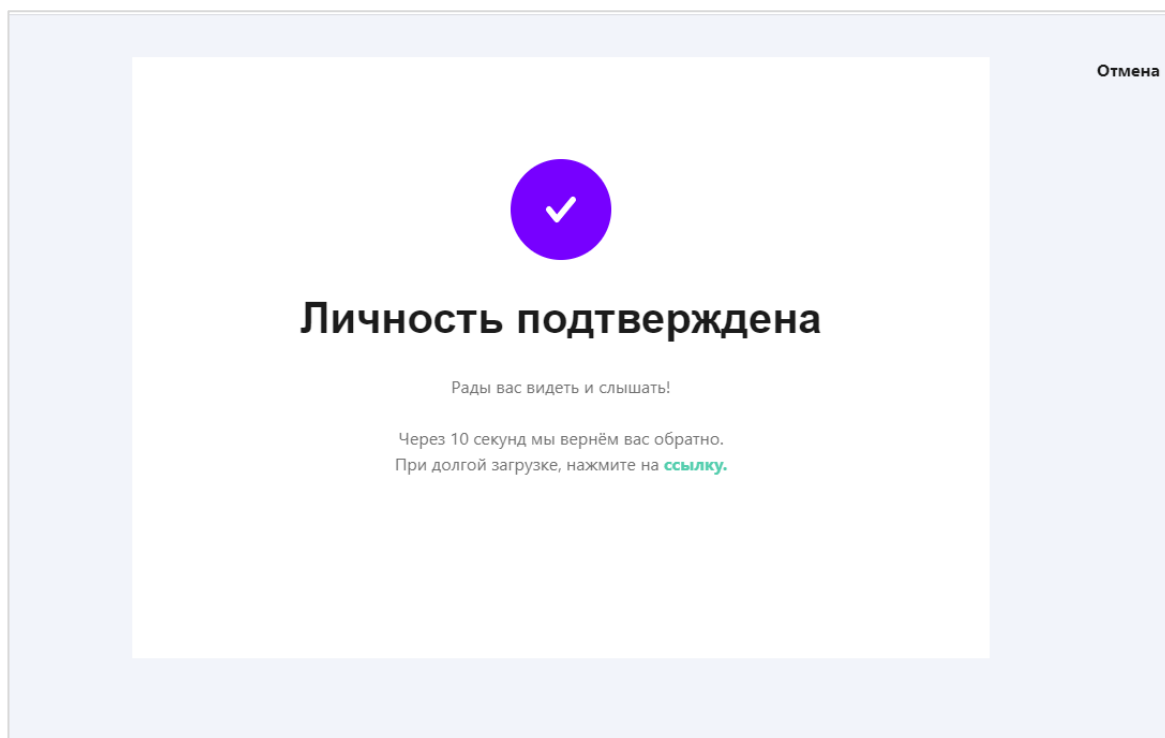 Отмена
Личность подтверждена
Рады вас видеть и слышать!
Через 10 секунд мы вернём вас обратно.
При долгой загрузке, нажмите на ссылку.